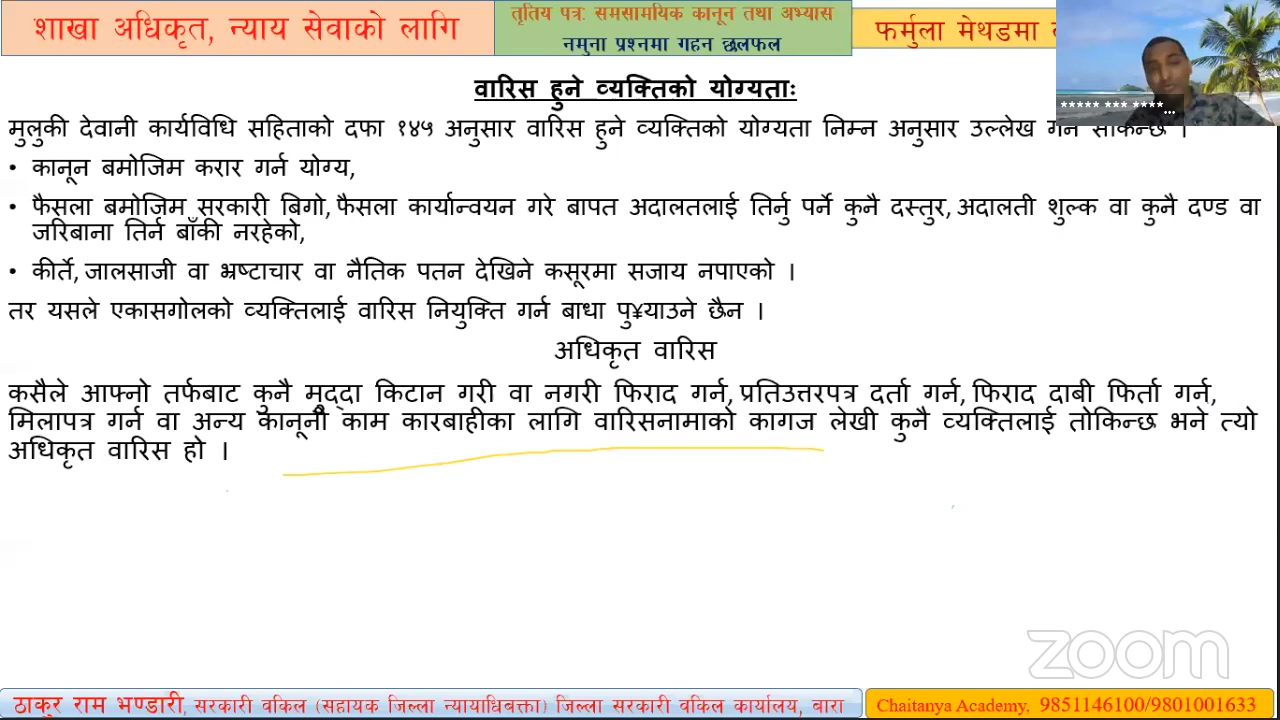 शाखा अधिकृत, न्याय सेवाको लागि
तृतिय पत्र: समसामयिक कानून तथा अभ्यास
नमुना प्रश्नमा गहन छलफल
फर्मुला मेथडमा
***** *** ****...
वारिस हुने व्यक्तिको योग्यताः
मुलुकी देवानी कार्यविधि सहिताको दफा १४५ अनुसार वारिस हुने व्यक्तिको योग्यता निम्न अनुसार उल्लेख गर्न सकिन्छ ।
• कानून बमोजिम करार गर्न योग्य,
• फैसला बमोजिम सरकारी बिगो, फैसला कार्यान्वयन गरे बापत अदालतलाई तिर्नु पर्ने कुनै दस्तुर, अदालती शुल्क वा कुनै दण्ड वा
जरिबाना तिर्न बाँकी नरहेको,
• कीर्ते, जालसाजी वा भ्रष्टाचार वा नैतिक पतन देखिने कसूरमा सजाय नपाएको ।
तर यसले एकासगोलको व्यक्तिलाई वारिस नियुक्ति गर्न बाधा पु¥याउने छैन ।
अधिकृत वारिस
कसैले आफ्नो तर्फबाट कुनै मुद्दा किटान गरी वा नगरी फिराद गर्न, प्रतिउत्तरपत्र दर्ता गर्न, फिराद दाबी फिर्ता गर्न,
मिलापत्र गर्न वा अन्य कानूनी काम कारबाहीका लागि वारिसनामाको कागज लेखी कुनै व्यक्तिलाई तोकिन्छ भने त्यो
अधिकृत वारिस हो ।
zoom
ठाकुर राम भण्डारी, सरकारी वकिल (सहायक जिल्ला न्यायाधिबक्ता) जिल्ला सरकारी वकिल कार्यालय, बारा
Chaitanya Academy, 9851146100/9801001633